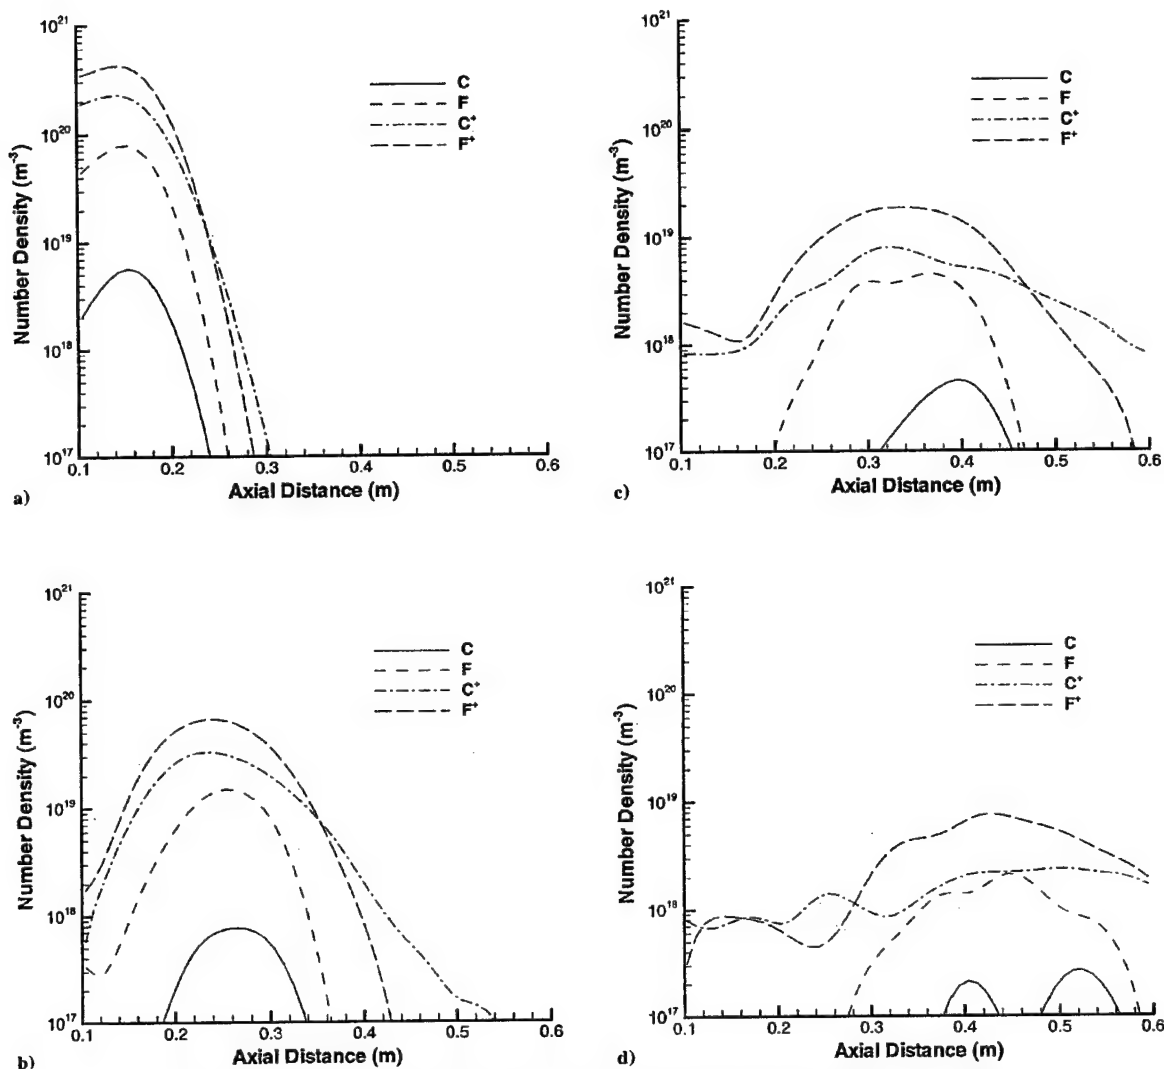 10²¹
10²⁰
10¹⁹
10¹⁸
10¹⁷
Number Density (m⁻³)
C
F
C⁺
F⁺
0.1 0.2 0.3 0.4 0.5 0.6
Axial Distance (m)
a)
10²¹
10²⁰
10¹⁹
10¹⁸
10¹⁷
Number Density (m⁻³)
C
F
C⁺
F⁺
0.1 0.2 0.3 0.4 0.5 0.6
Axial Distance (m)
c)
10²¹
10²⁰
10¹⁹
10¹⁸
10¹⁷
Number Density (m⁻³)
C
F
C⁺
F⁺
0.1 0.2 0.3 0.4 0.5 0.6
Axial Distance (m)
b)
10²¹
10²⁰
10¹⁹
10¹⁸
10¹⁷
Number Density (m⁻³)
C
F
C⁺
F⁺
0.1 0.2 0.3 0.4 0.5 0.6
Axial Distance (m)
d)